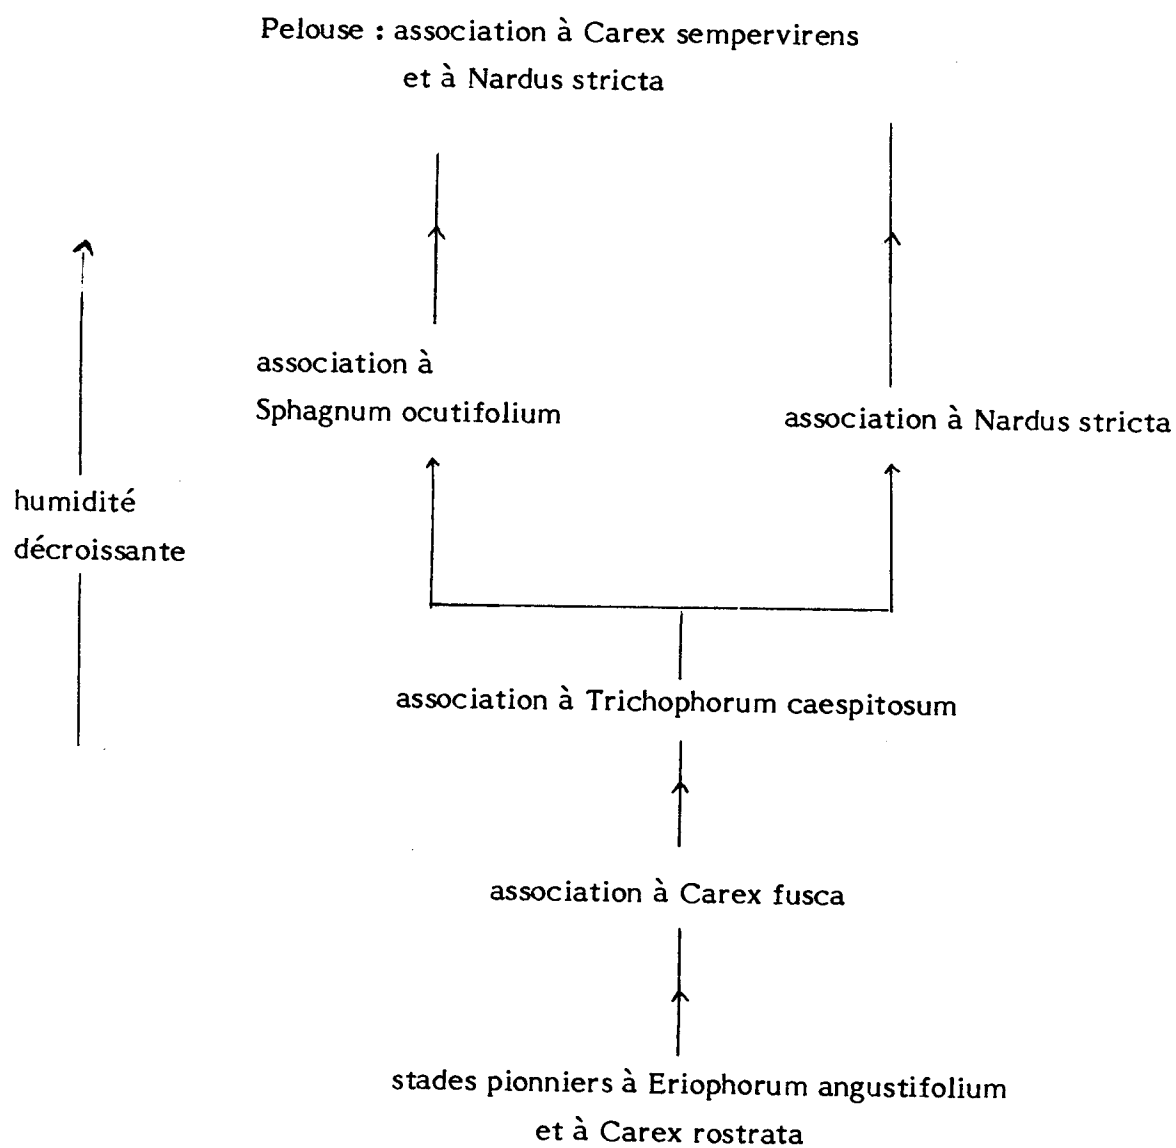 Pelouse : association à Carex sempervirens
et à Nardus stricta
association à
Sphagnum ocutifolium
association à Nardus stricta
humidité
décroissante
association à Trichophorum caespitosum
association à Carex fusca
stades pionniers à Eriophorum angustifolium
et à Carex rostrata